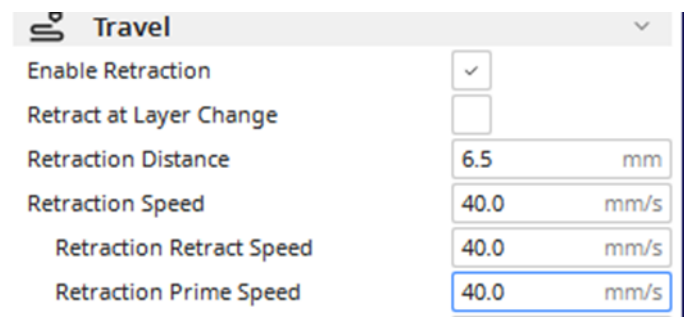 Travel
Enable Retraction
Retract at Layer Change
Retraction Distance 6.5 mm
Retraction Speed 40.0 mm/s
Retraction Retract Speed 40.0 mm/s
Retraction Prime Speed 40.0 mm/s